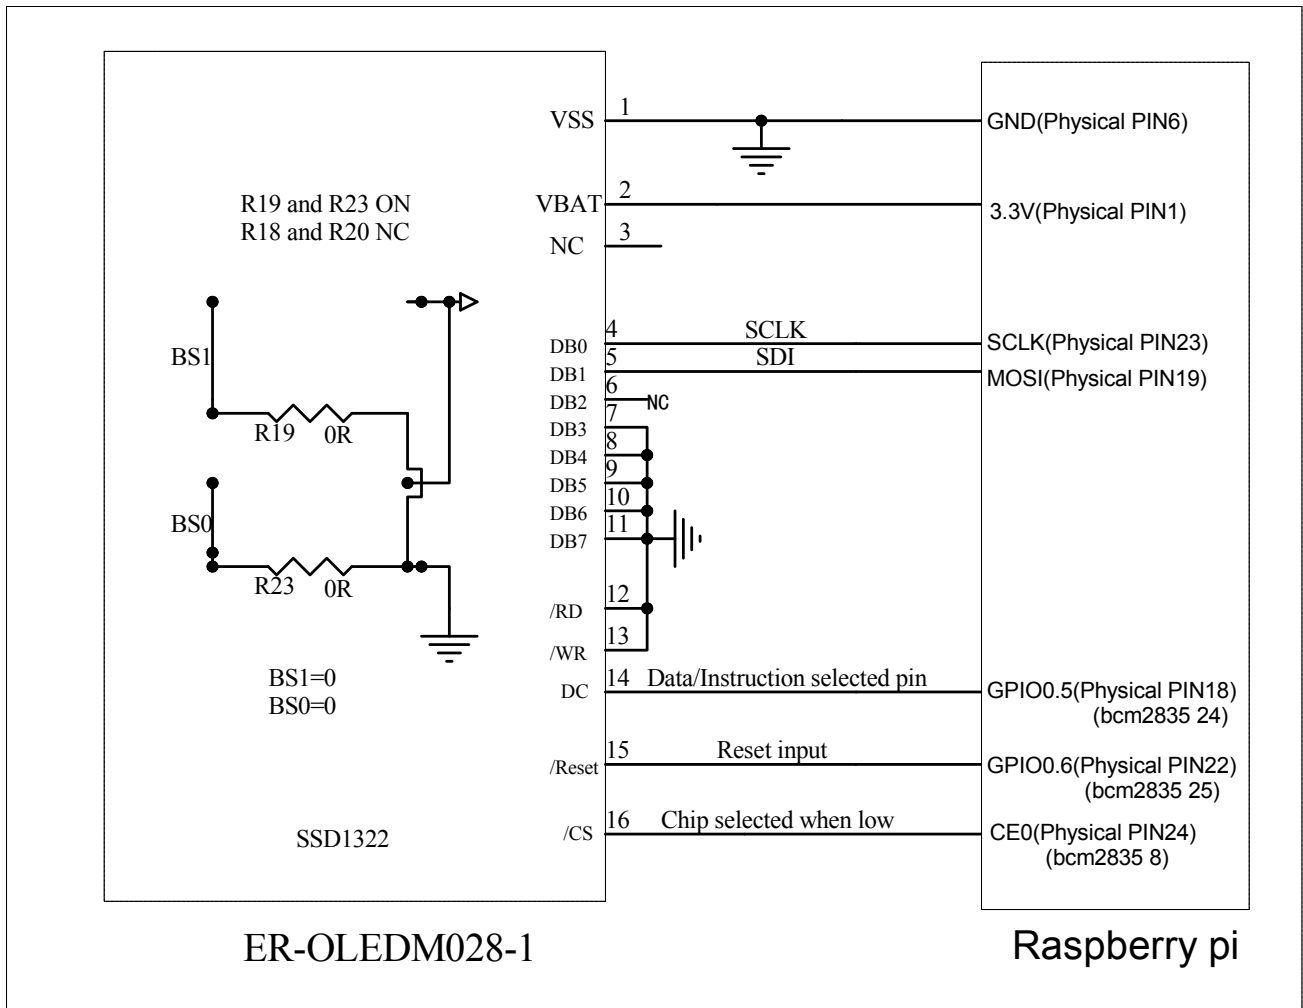 VSS 1 GND(Physical PIN6)
R19 and R23 ON
R18 and R20 NC
VBAT 2 3.3V(Physical PIN1)
NC 3
BS1
R19 0R
BS0
R23 0R
BS1=0
BS0=0
SSD1322
DB0 4 SCLK SCLK(Physical PIN23)
DB1 5 SDI MOSI(Physical PIN19)
DB2 6 NC
DB3 7
DB4 8
DB5 9
DB6 10
DB7 11
/RD 12
/WR 13
DC 14 Data/Instruction selected pin GPIO0.5(Physical PIN18)
(bcm2835 24)
/Reset 15 Reset input GPIO0.6(Physical PIN22)
(bcm2835 25)
/CS 16 Chip selected when low CE0(Physical PIN24)
(bcm2835 8)
ER-OLEDM028-1
Raspberry pi